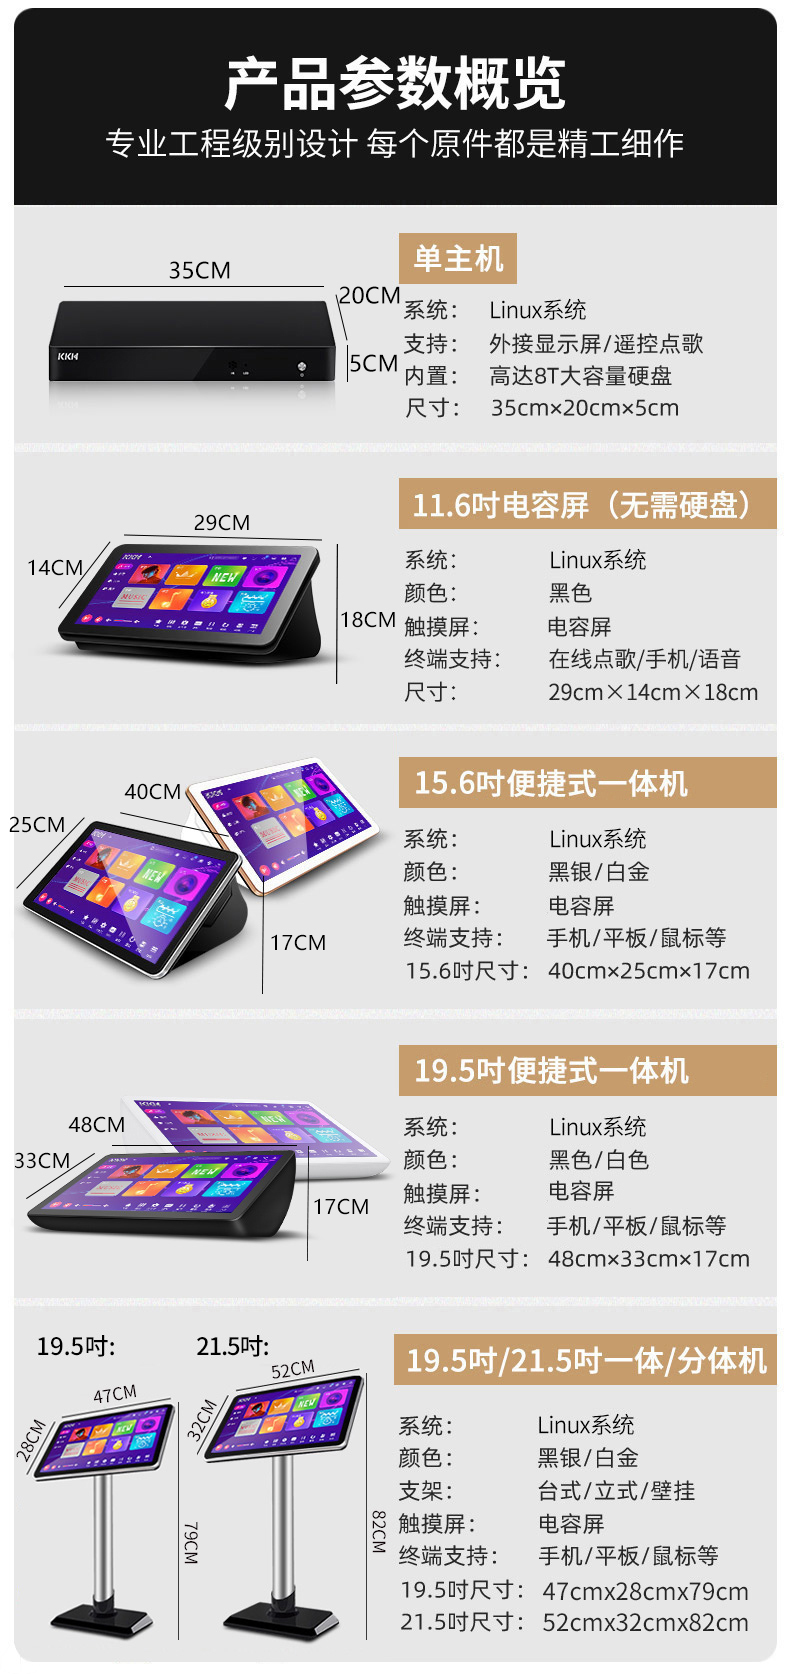 产品参数概览
专业工程级别设计 每个原件都是精工细作
35CM
20CM
5CM
KKH
单主机
系统： Linux系统
支持： 外接显示屏/遥控点歌
内置： 高达8T大容量硬盘
尺寸： 35cm×20cm×5cm
29CM
14CM
18CM
KKH
NEW
MUSIC
11.6吋电容屏（无需硬盘）
系统： Linux系统
颜色： 黑色
触摸屏： 电容屏
终端支持： 在线点歌/手机/语音
尺寸： 29cm×14cm×18cm
40CM
25CM
17CM
KKH
NEW
15.6吋便捷式一体机
系统： Linux系统
颜色： 黑银/白金
触摸屏： 电容屏
终端支持： 手机/平板/鼠标等
15.6吋尺寸： 40cm×25cm×17cm
48CM
33CM
17CM
NEW
19.5吋便捷式一体机
系统： Linux系统
颜色： 黑色/白色
触摸屏： 电容屏
终端支持： 手机/平板/鼠标等
19.5吋尺寸： 48cm×33cm×17cm
19.5吋:
21.5吋:
47CM
28CM
79CM
52CM
32CM
82CM
NEW
NEW
19.5吋/21.5吋一体/分体机
系统： Linux系统
颜色： 黑银/白金
支架： 台式/立式/壁挂
触摸屏： 电容屏
终端支持： 手机/平板/鼠标等
19.5吋尺寸： 47cmx28cmx79cm
21.5吋尺寸： 52cmx32cmx82cm